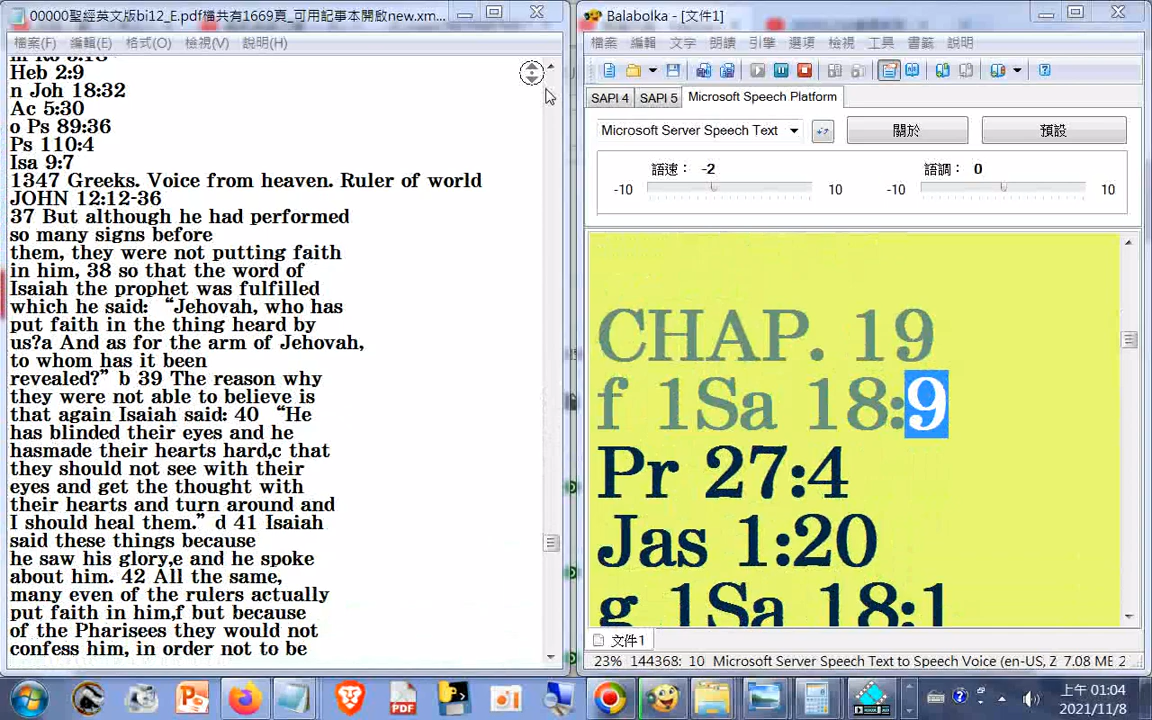 00000聖經英文版bi12_E.pdf檔共有1669頁_可用記事本開啟new.xm...
檔案(F) 編輯(E) 格式(O) 檢視(V) 說明(H)
Heb 2:9
n Joh 18:32
Ac 5:30
o Ps 89:36
Ps 110:4
Isa 9:7
1347 Greeks. Voice from heaven. Ruler of world
JOHN 12:12-36
37 But although he had performed
so many signs before
them, they were not putting faith
in him, 38 so that the word of
Isaiah the prophet was fulfilled
which he said: “Jehovah, who has
put faith in the thing heard by
us?a And as for the arm of Jehovah,
to whom has it been
revealed?” b 39 The reason why
they were not able to believe is
that again Isaiah said: 40 “He
has blinded their eyes and he
hasmade their hearts hard,c that
they should not see with their
eyes and get the thought with
their hearts and turn around and
I should heal them.” d 41 Isaiah
said these things because
he saw his glory,e and he spoke
about him. 42 All the same,
many even of the rulers actually
put faith in him,f but because
of the Pharisees they would not
confess him, in order not to be
Balabolka - [文件1]
檔案 編輯 文字 朗讀 引擎 選項 檢視 工具 書籤 說明
SAPI 4 SAPI 5 Microsoft Speech Platform
Microsoft Server Speech Text 關於 預設
語速： -2 語調： 0
-10 10 -10 10
CHAP. 19
f 1Sa 18:9
Pr 27:4
Jas 1:20
g 1Sa 18:1
文件1
23% 144368: 10 Microsoft Server Speech Text to Speech Voice (en-US, Z 7.08 MB 2
PDF
上午 01:04
2021/11/8